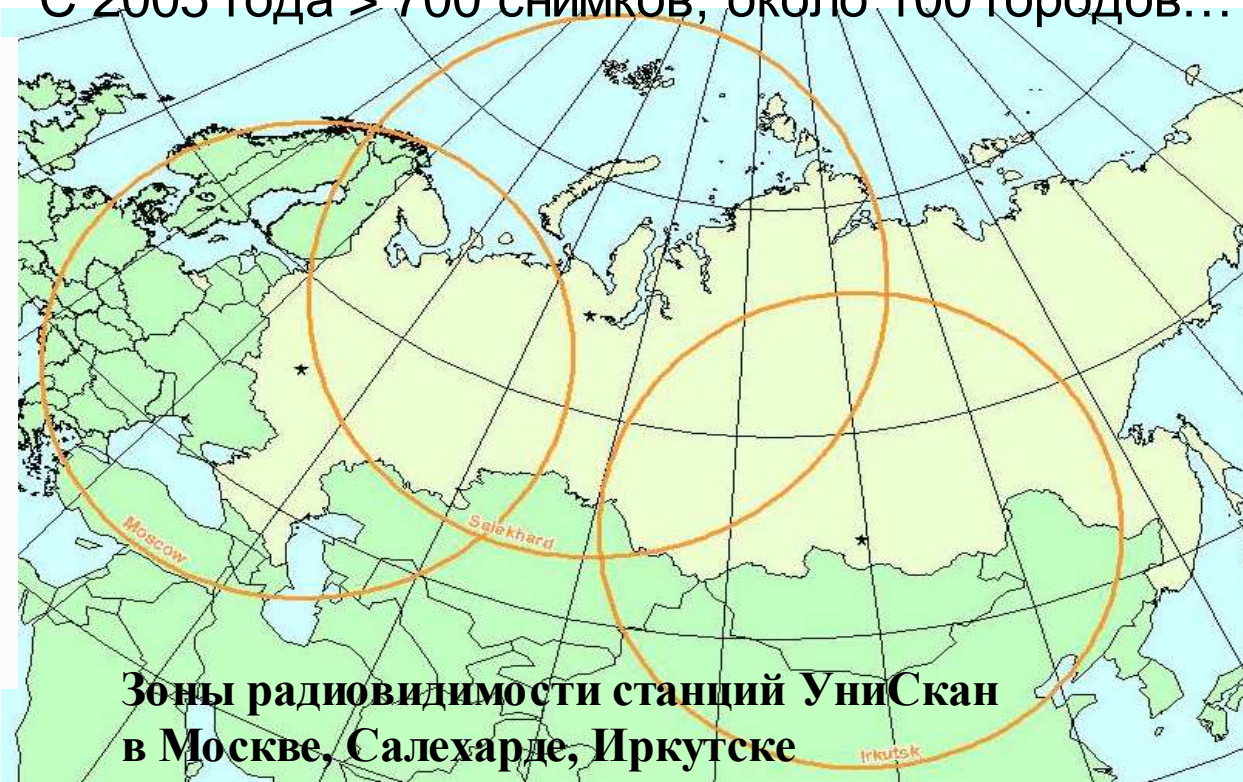 С 2003 года > 700 снимков, около 100 городов…
Moscow
Salekhard
Зоны радиовидимости станций УниСкан
в Москве, Салехарде, Иркутске
Irkutsk